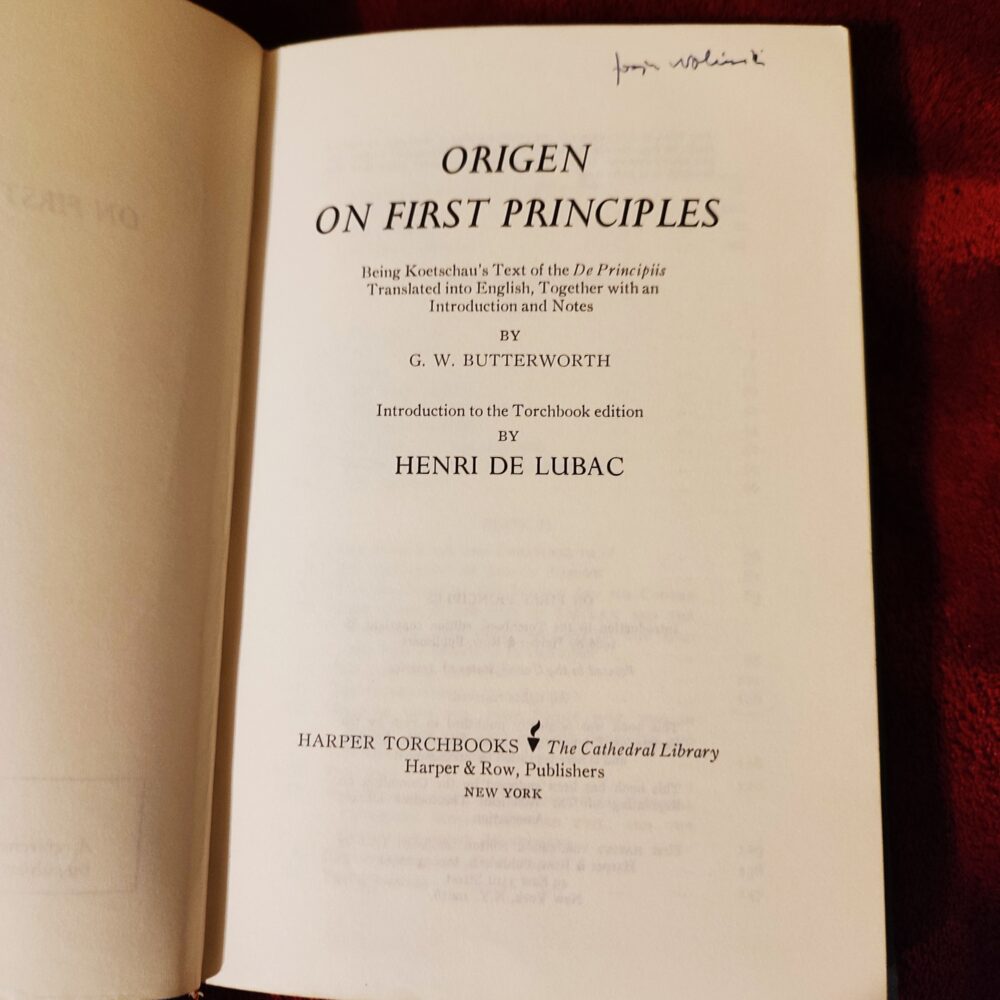 ORIGEN
ON FIRST PRINCIPLES
Being Koetschau's Text of the De Principiis
Translated into English, Together with an
Introduction and Notes
BY
G. W. BUTTERWORTH
Introduction to the Torchbook edition
BY
HENRI DE LUBAC
HARPER TORCHBOOKS The Cathedral Library
Harper & Row, Publishers
NEW YORK